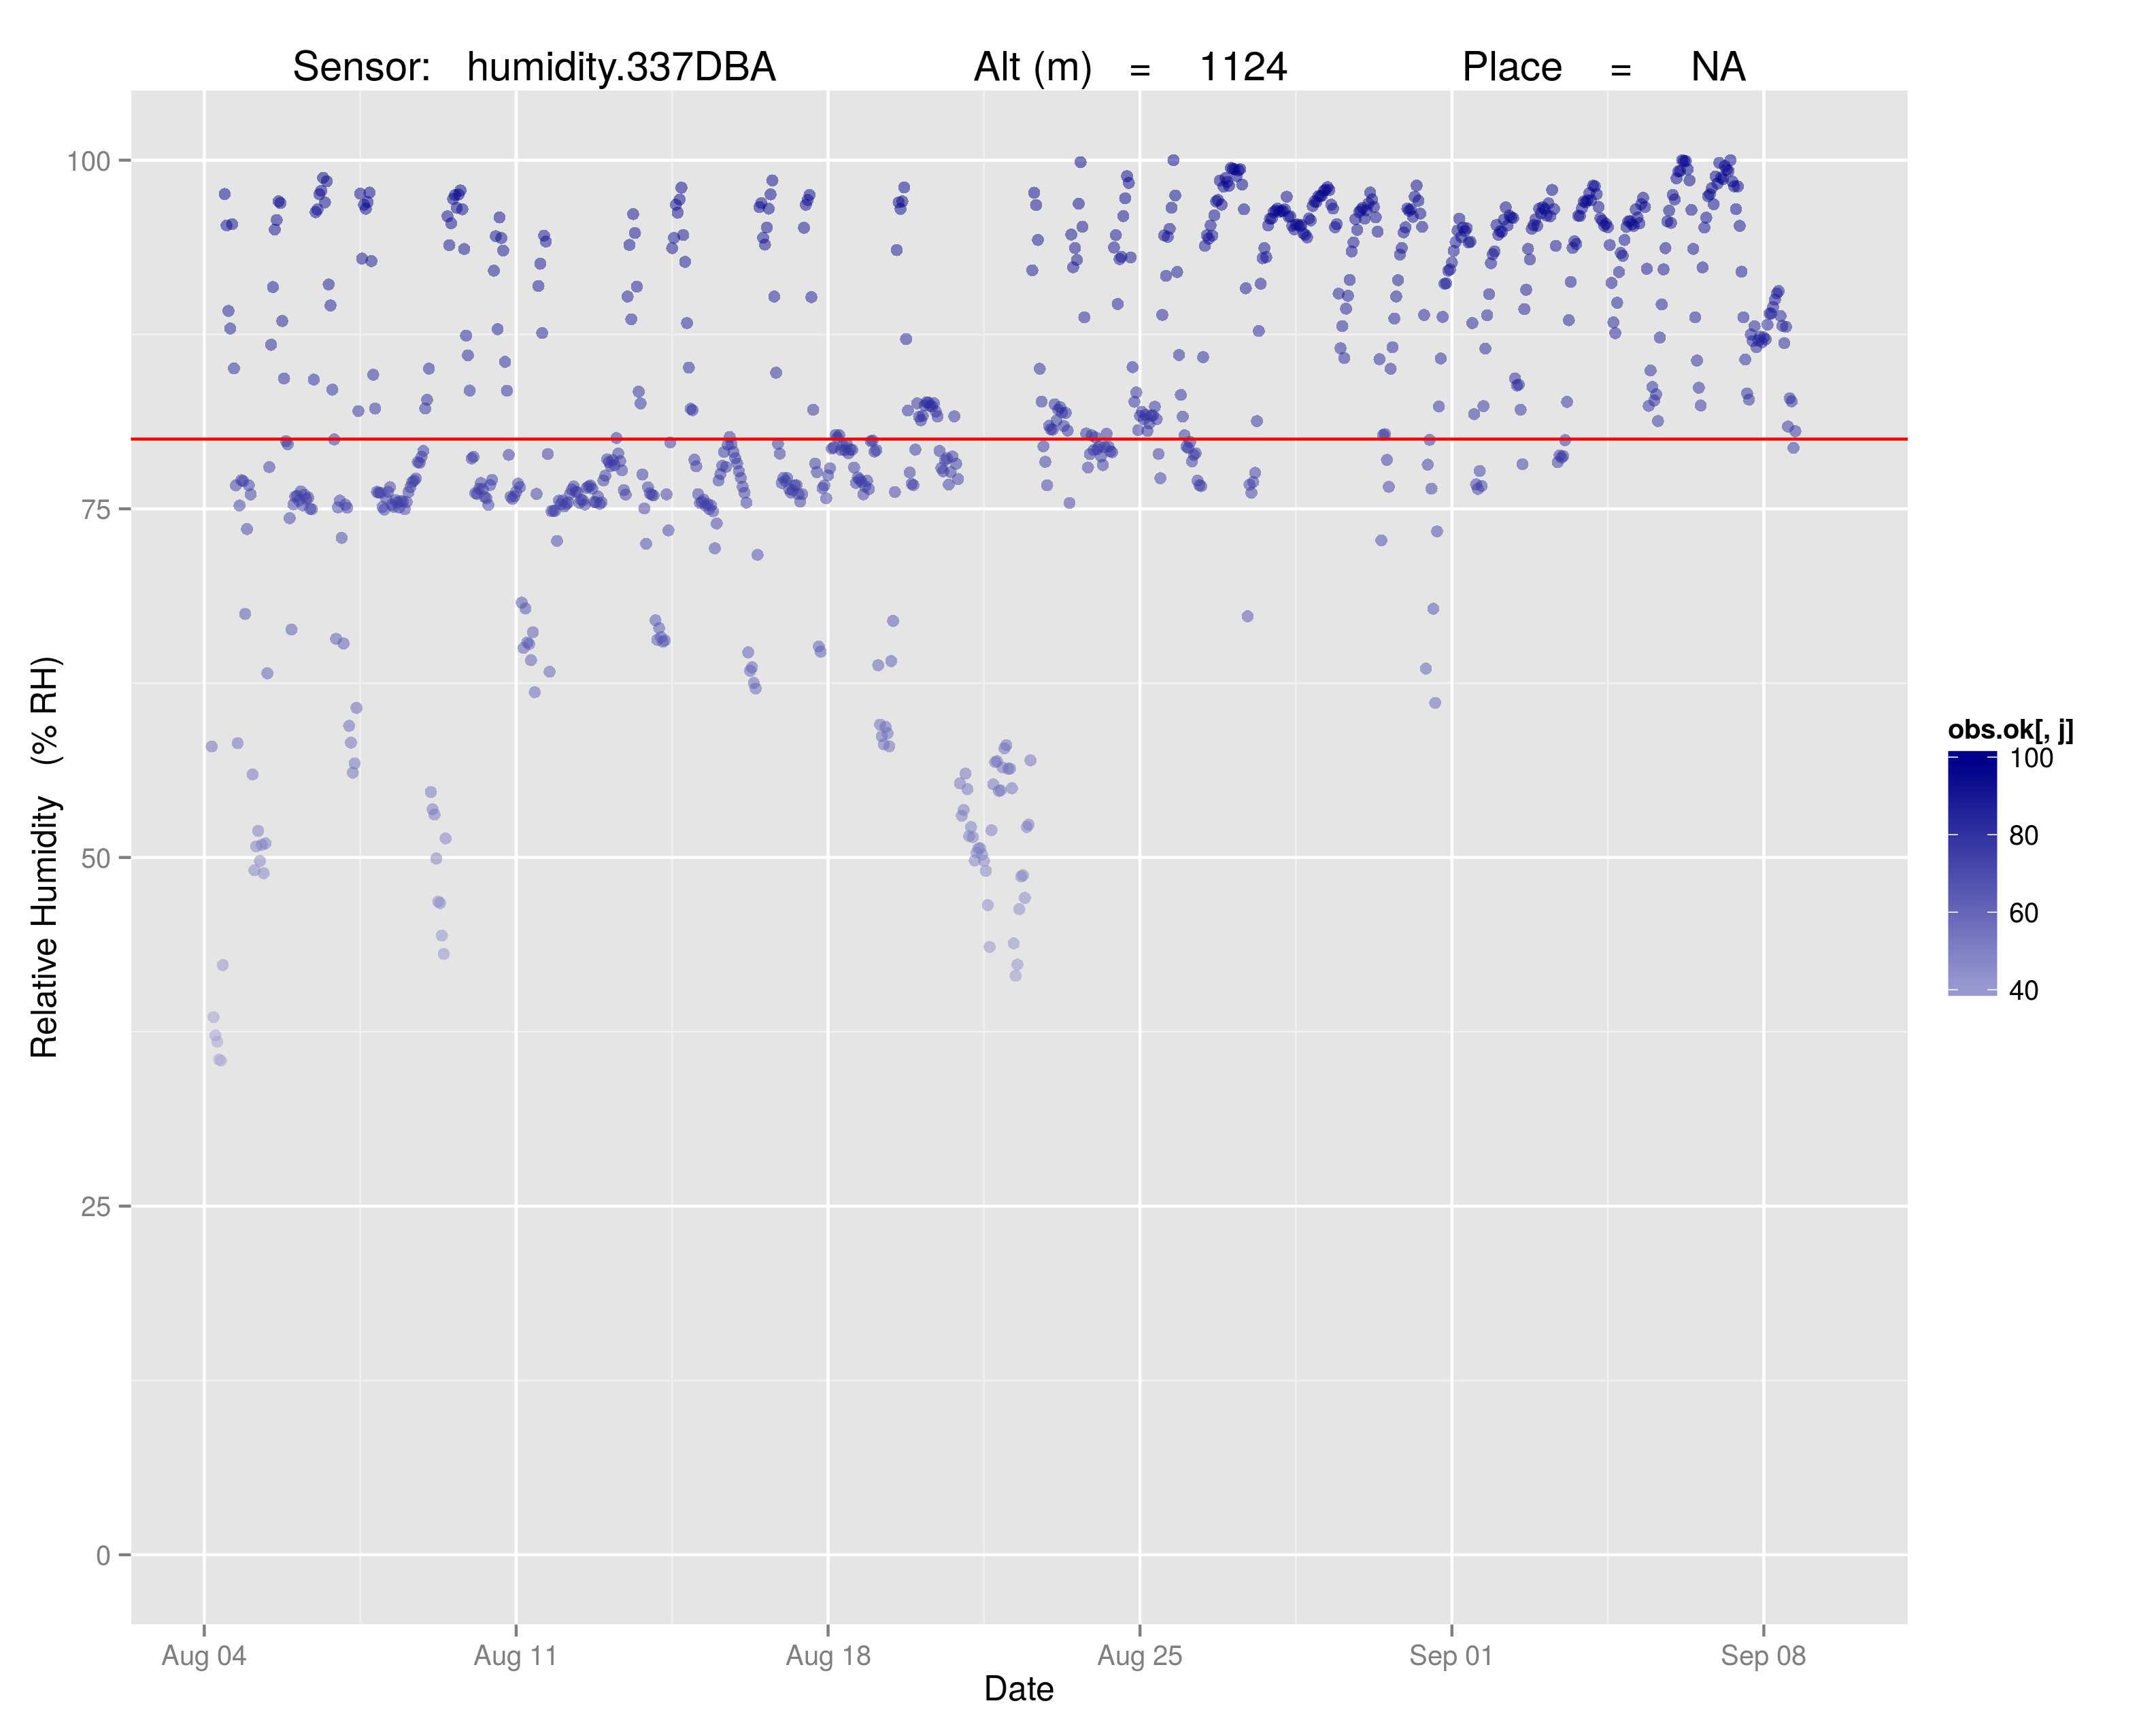 Sensor: humidity.337DBA Alt (m) = 1124 Place = NA
Relative Humidity (% RH)
100
75
50
25
0
Aug 04 Aug 11 Aug 18 Aug 25 Sep 01 Sep 08
Date
obs.ok[, j]
100
80
60
40